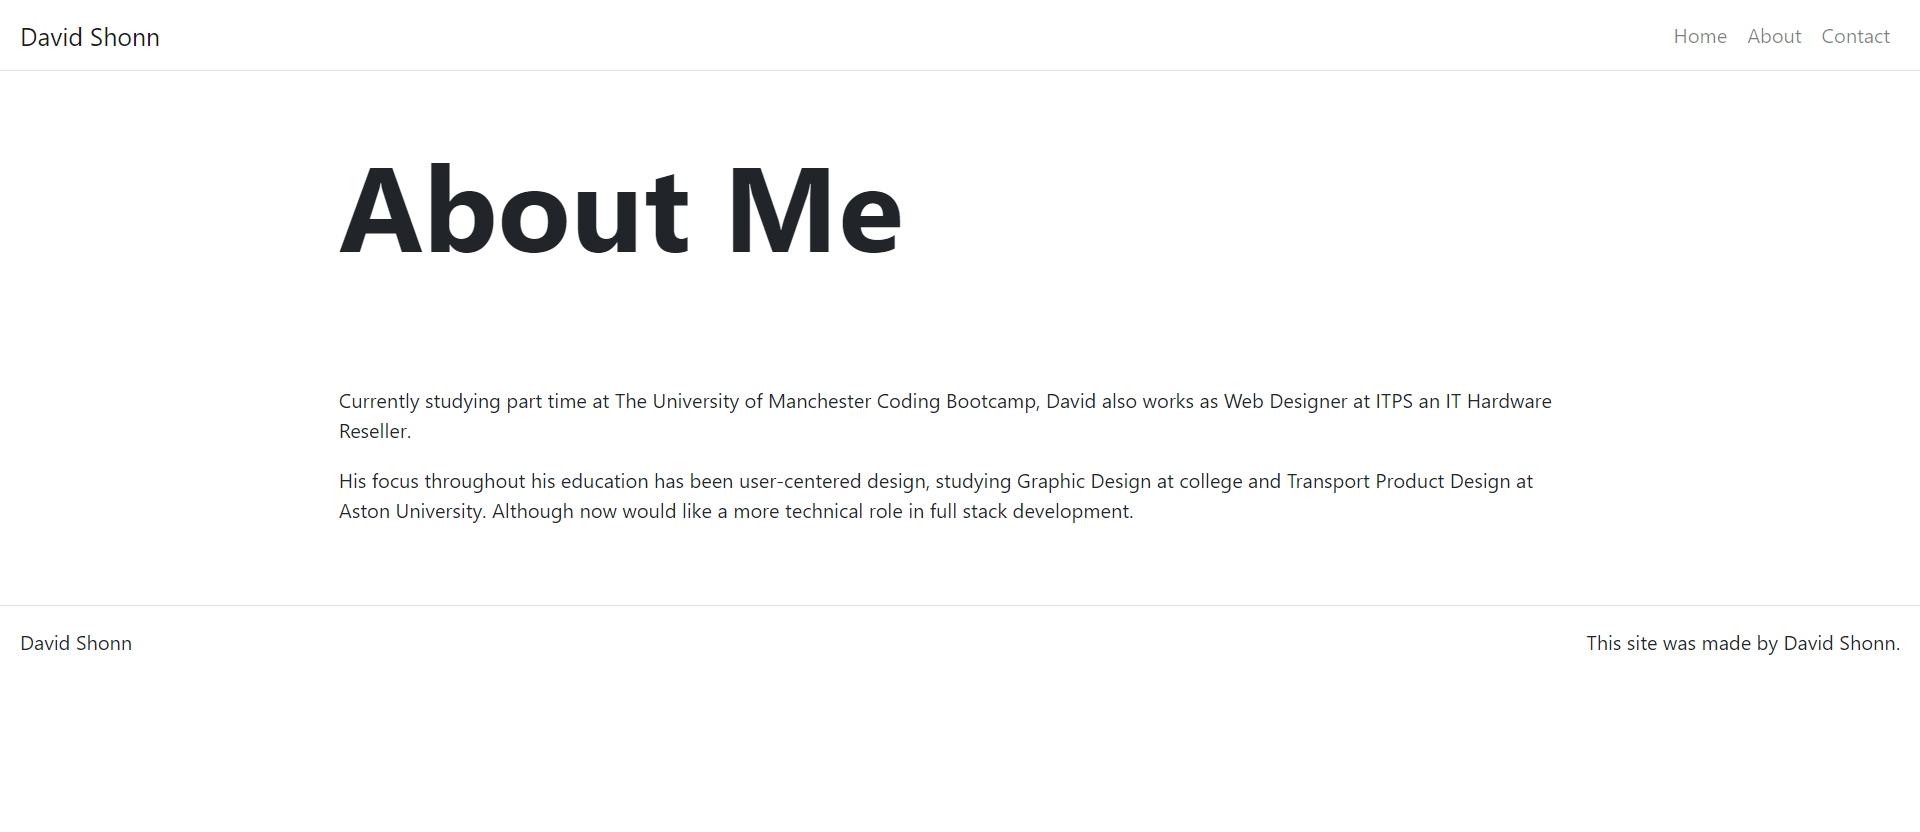 David Shonn
Home About Contact
About Me
Currently studying part time at The University of Manchester Coding Bootcamp, David also works as Web Designer at ITPS an IT Hardware
Reseller.
His focus throughout his education has been user-centered design, studying Graphic Design at college and Transport Product Design at
Aston University. Although now would like a more technical role in full stack development.
David Shonn
This site was made by David Shonn.